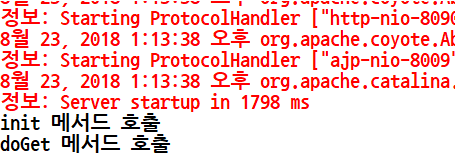 정보: Starting ProtocolHandler ["http-nio-8090
8월 23, 2018 1:13:38 오후 org.apache.coyote.Ab
정보: Starting ProtocolHandler ["ajp-nio-8009"
8월 23, 2018 1:13:38 오후 org.apache.catalina.
정보: Server startup in 1798 ms
init 메서드 호출
doGet 메서드 호출